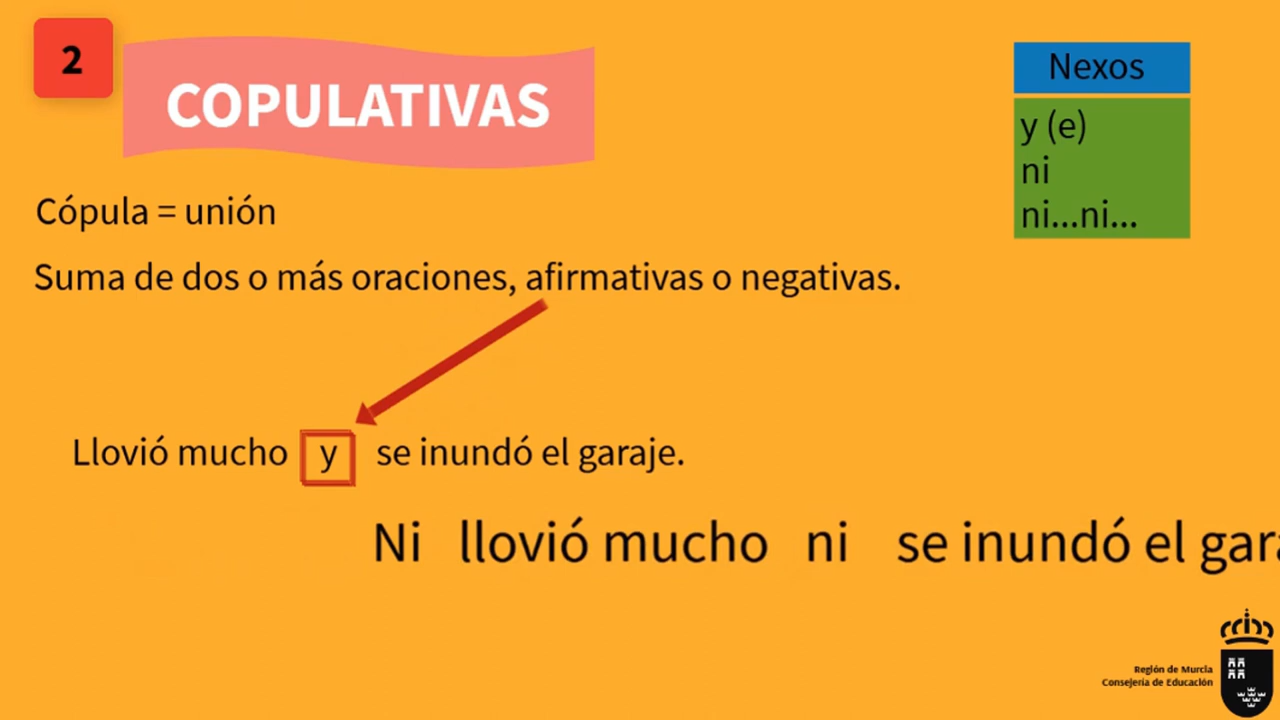 2
COPULATIVAS
Nexos
y (e)
ni
ni...ni...
Cópula = unión
Suma de dos o más oraciones, afirmativas o negativas.
Llovió mucho y se inundó el garaje.
Ni llovió mucho ni se inundó el gara
Región de Murcia
Consejería de Educación